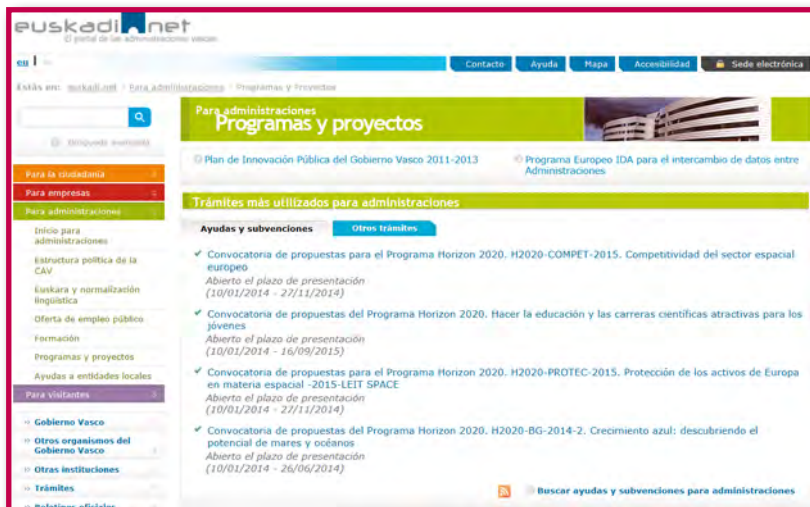 euskadi.net
El portal de las administraciones vascas
eu
Contacto
Ayuda
Mapa
Accesibilidad
Sede electrónica
Estás en: euskadi.net / Para administraciones / Programas y Proyectos
Búsqueda avanzada
Para la ciudadanía
Para empresas
Para administraciones
Inicio para
administraciones
Estructura política de la
CAV
Euskara y normalización
lingüística
Oferta de empleo público
Formación
Programas y proyectos
Ayudas a entidades locales
Para visitantes
Gobierno Vasco
Otros organismos del
Gobierno Vasco
Otras instituciones
Trámites
Boletines oficiales
Para administraciones
Programas y proyectos
Plan de Innovación Pública del Gobierno Vasco 2011-2013
Programa Europeo IDA para el intercambio de datos entre
Administraciones
Trámites más utilizados para administraciones
Ayudas y subvenciones
Otros trámites
Convocatoria de propuestas para el Programa Horizon 2020. H2020-COMPET-2015. Competitividad del sector espacial
europeo
Abierto el plazo de presentación
(10/01/2014 - 27/11/2014)
Convocatoria de propuestas del Programa Horizon 2020. Hacer la educación y las carreras científicas atractivas para los
jóvenes
Abierto el plazo de presentación
(10/01/2014 - 16/09/2015)
Convocatoria de propuestas para el Programa Horizon 2020. H2020-PROTEC-2015. Protección de los activos de Europa
en materia espacial -2015-LEIT SPACE
Abierto el plazo de presentación
(10/01/2014 - 27/11/2014)
Convocatoria de propuestas del Programa Horizon 2020. H2020-BG-2014-2. Crecimiento azul: descubriendo el
potencial de mares y océanos
Abierto el plazo de presentación
(10/01/2014 - 26/06/2014)
Buscar ayudas y subvenciones para administraciones